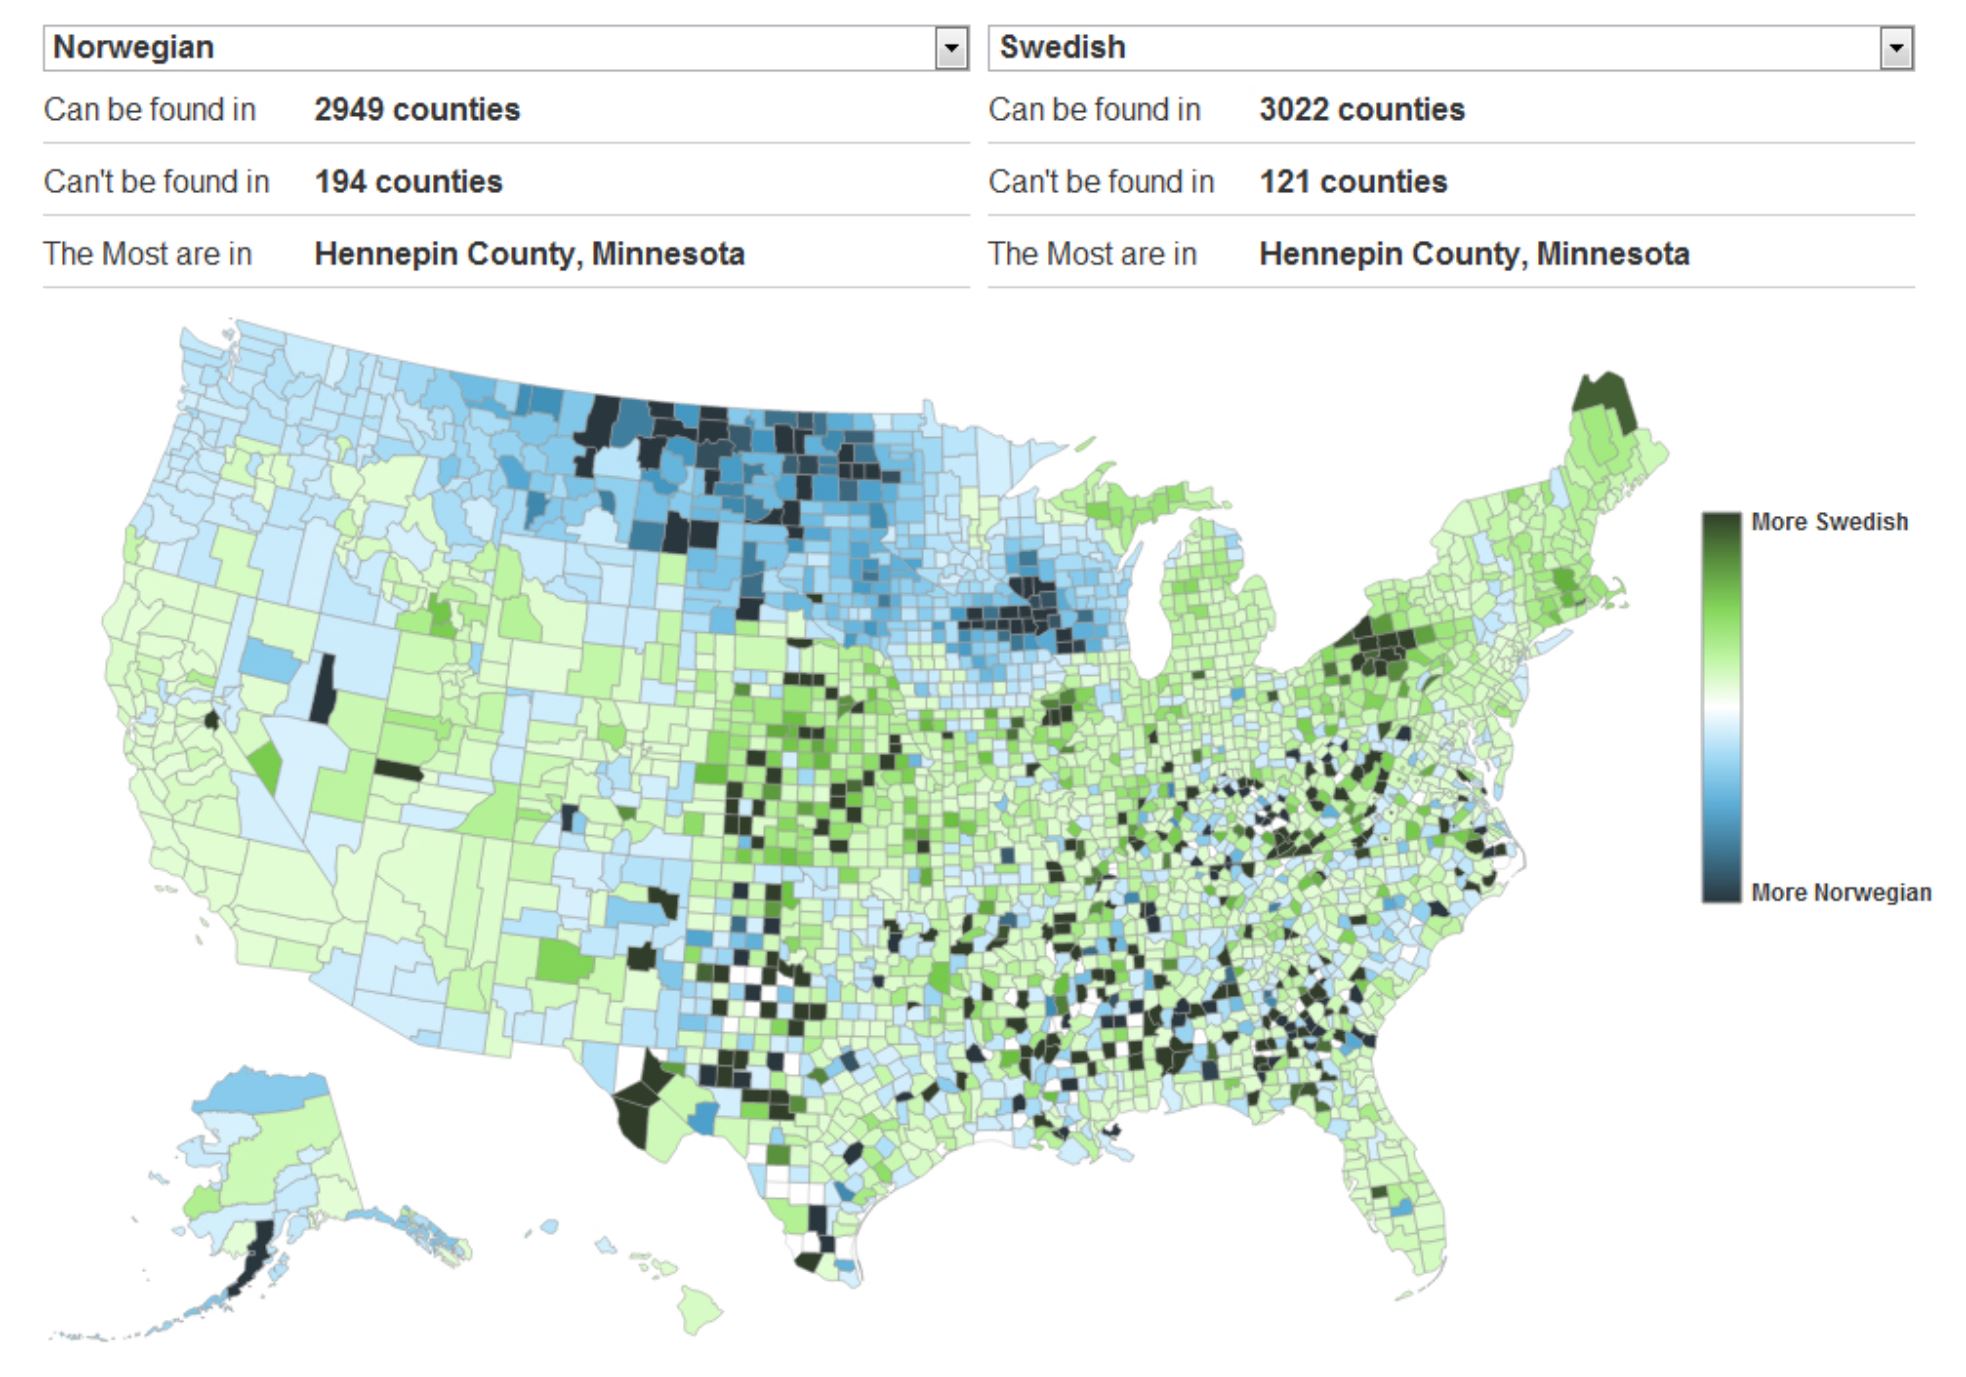 Norwegian
Swedish
Can be found in 2949 counties
Can be found in 3022 counties
Can't be found in 194 counties
Can't be found in 121 counties
The Most are in Hennepin County, Minnesota
The Most are in Hennepin County, Minnesota
More Swedish
More Norwegian